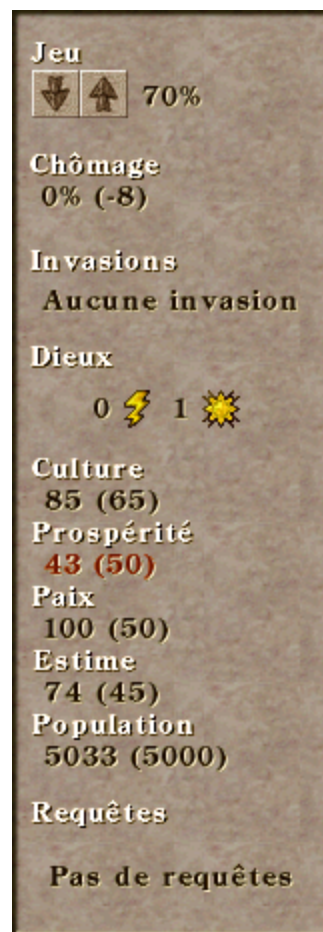 Jeu
70%
Chômage
0% (-8)
Invasions
Aucune invasion
Dieux
0 1
Culture
85 (65)
Prospérité
43 (50)
Paix
100 (50)
Estime
74 (45)
Population
5033 (5000)
Requêtes
Pas de requêtes